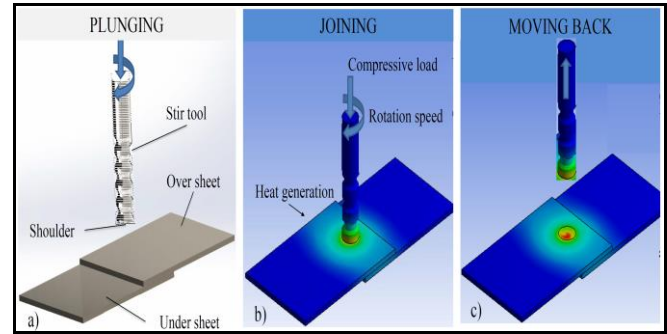 PLUNGING
Stir tool
Over sheet
Shoulder
Under sheet
a)
JOINING
Compressive load
Rotation speed
Heat generation
b)
MOVING BACK
c)